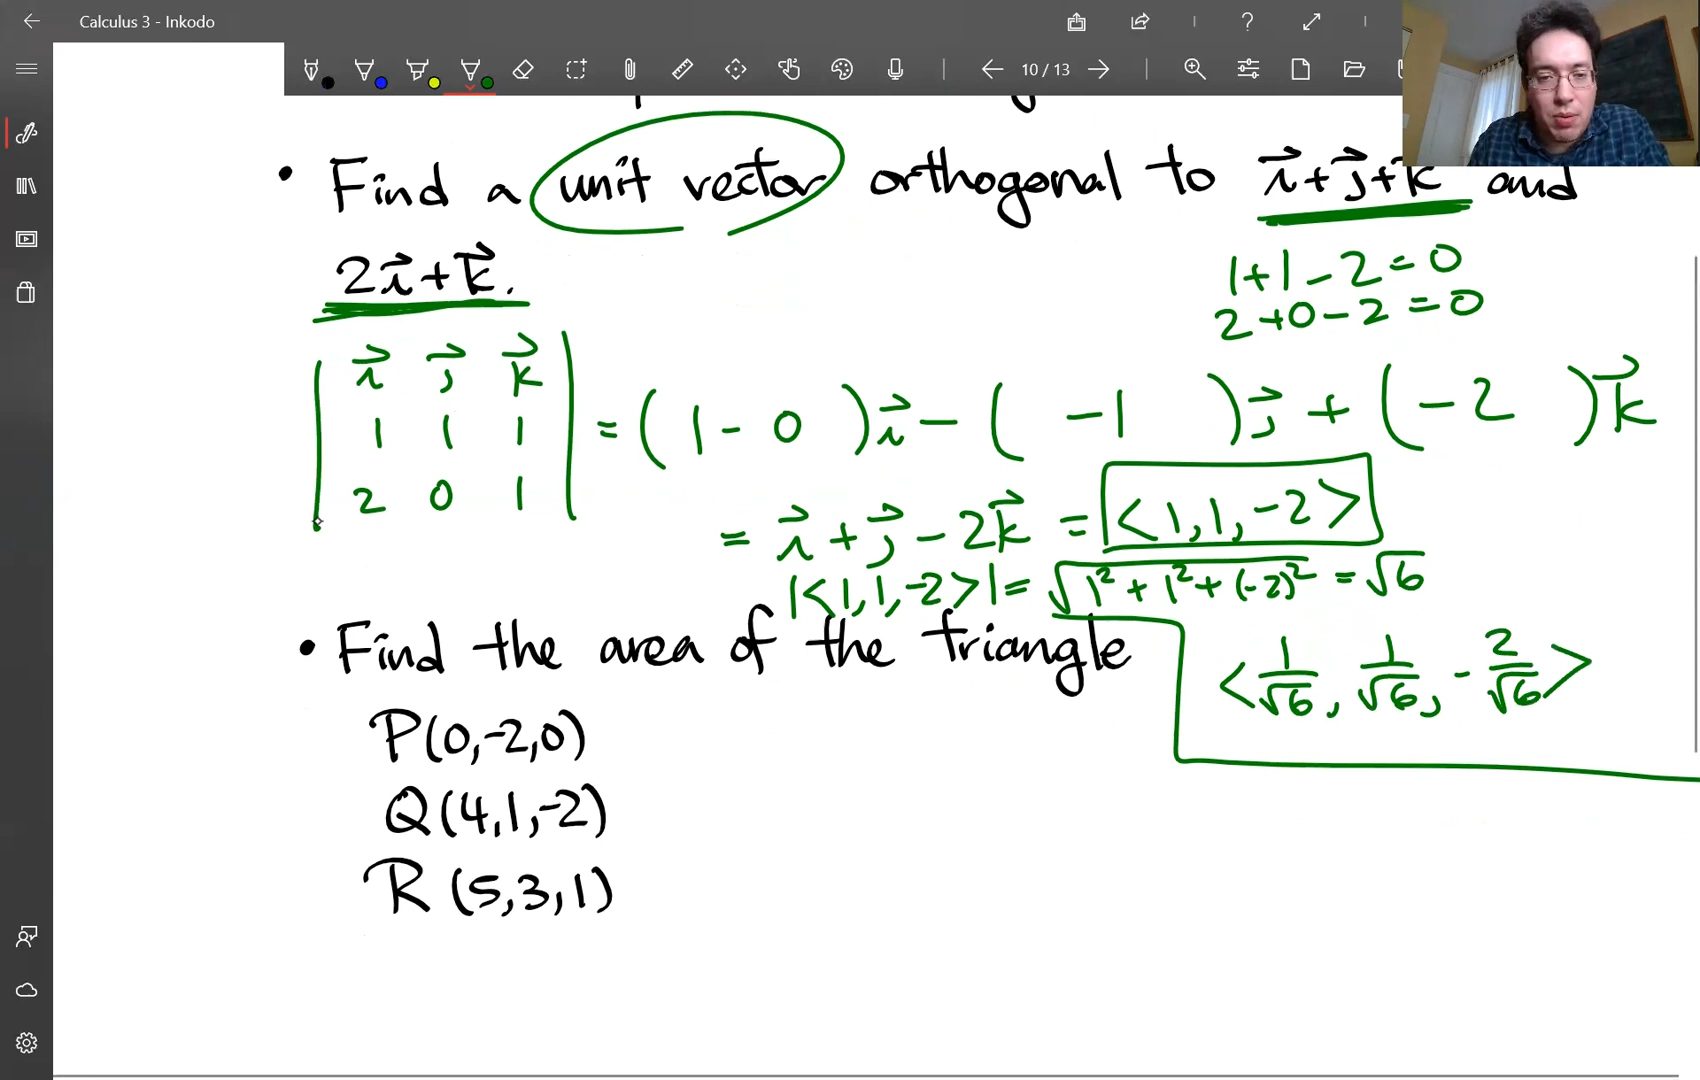 Calculus 3 - Inkodo
10 / 13
• Find a unit vector orthogonal to i⃗+j⃗+k⃗ and
2i⃗+k⃗.
1+1-2=0
2+0-2=0
| i⃗ j⃗ k⃗ |
| 1 1 1 | = (1-0)i⃗ - (-1)j⃗ + (-2)k⃗
| 2 0 1 |
= i⃗+j⃗-2k⃗ = <1,1,-2>
|<1,1,-2>| = √(1²+1²+(-2)²) = √6
• Find the area of the triangle
<1/√6, 1/√6, -2/√6>
P(0,-2,0)
Q(4,1,-2)
R(5,3,1)